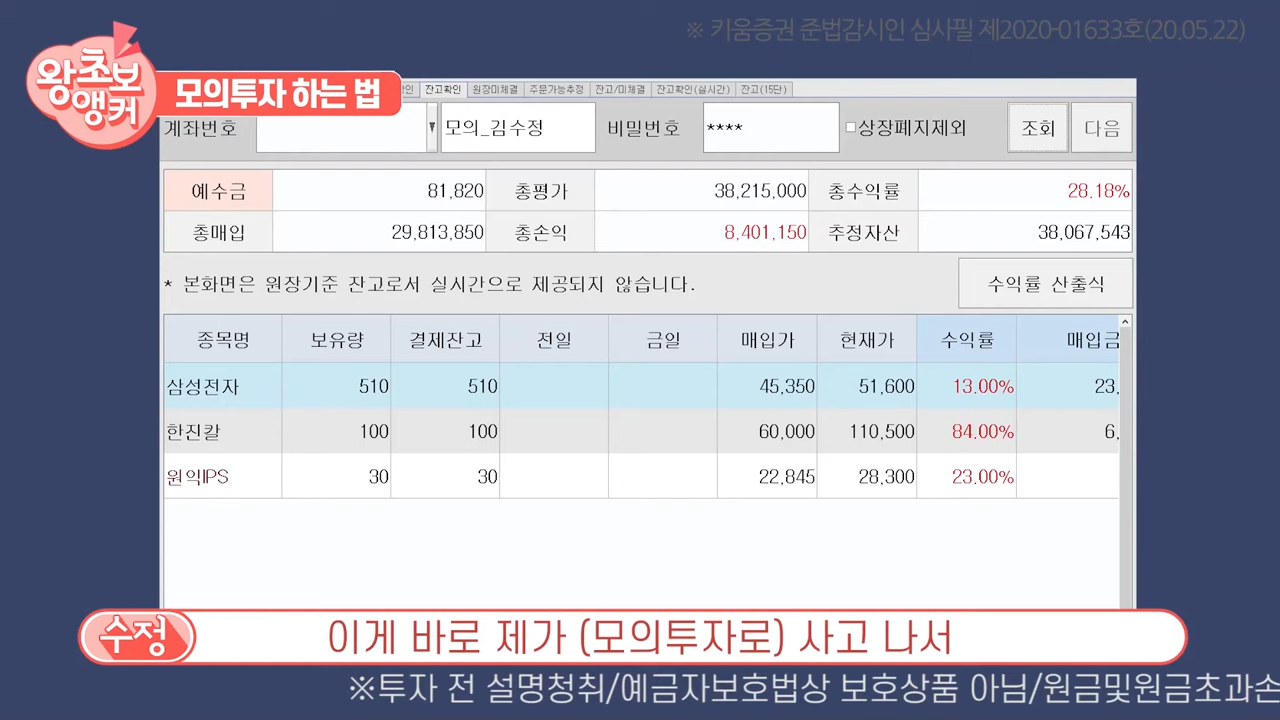 ※ 키움증권 준법감시인 심사필 제2020-01633호(20.05.22)
왕초보
앵커
모의투자 하는 법
확인 잔고확인 원장미체결 주문가능추정 잔고/미체결 잔고확인(실시간) 잔고(15단)
계좌번호 모의_김수정 비밀번호 **** 상장폐지제외 조회 다음
예수금 81,820 총평가 38,215,000 총수익률 28.18%
총매입 29,813,850 총손익 8,401,150 추정자산 38,067,543
* 본화면은 원장기준 잔고로서 실시간으로 제공되지 않습니다. 수익률 산출식
종목명 보유량 결제잔고 전일 금일 매입가 현재가 수익률 매입금
삼성전자 510 510 45,350 51,600 13.00% 23,
한진칼 100 100 60,000 110,500 84.00% 6,
원익IPS 30 30 22,845 28,300 23.00%
수정 이게 바로 제가 (모의투자로) 사고 나서
※투자 전 설명청취/예금자보호법상 보호상품 아님/원금및원금초과손